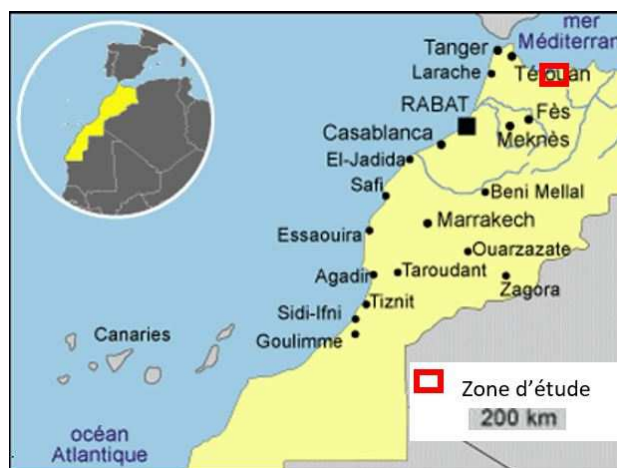 mer
Méditerran
Tanger
Larache
Tétouan
RABAT
Fès
Meknès
Casablanca
El-Jadida
Safi
Beni Mellal
Marrakech
Essaouira
Ouarzazate
Agadir
Taroudant
Zagora
Tiznit
Sidi-Ifni
Goulimme
Canaries
Zone d’étude
200 km
océan
Atlantique